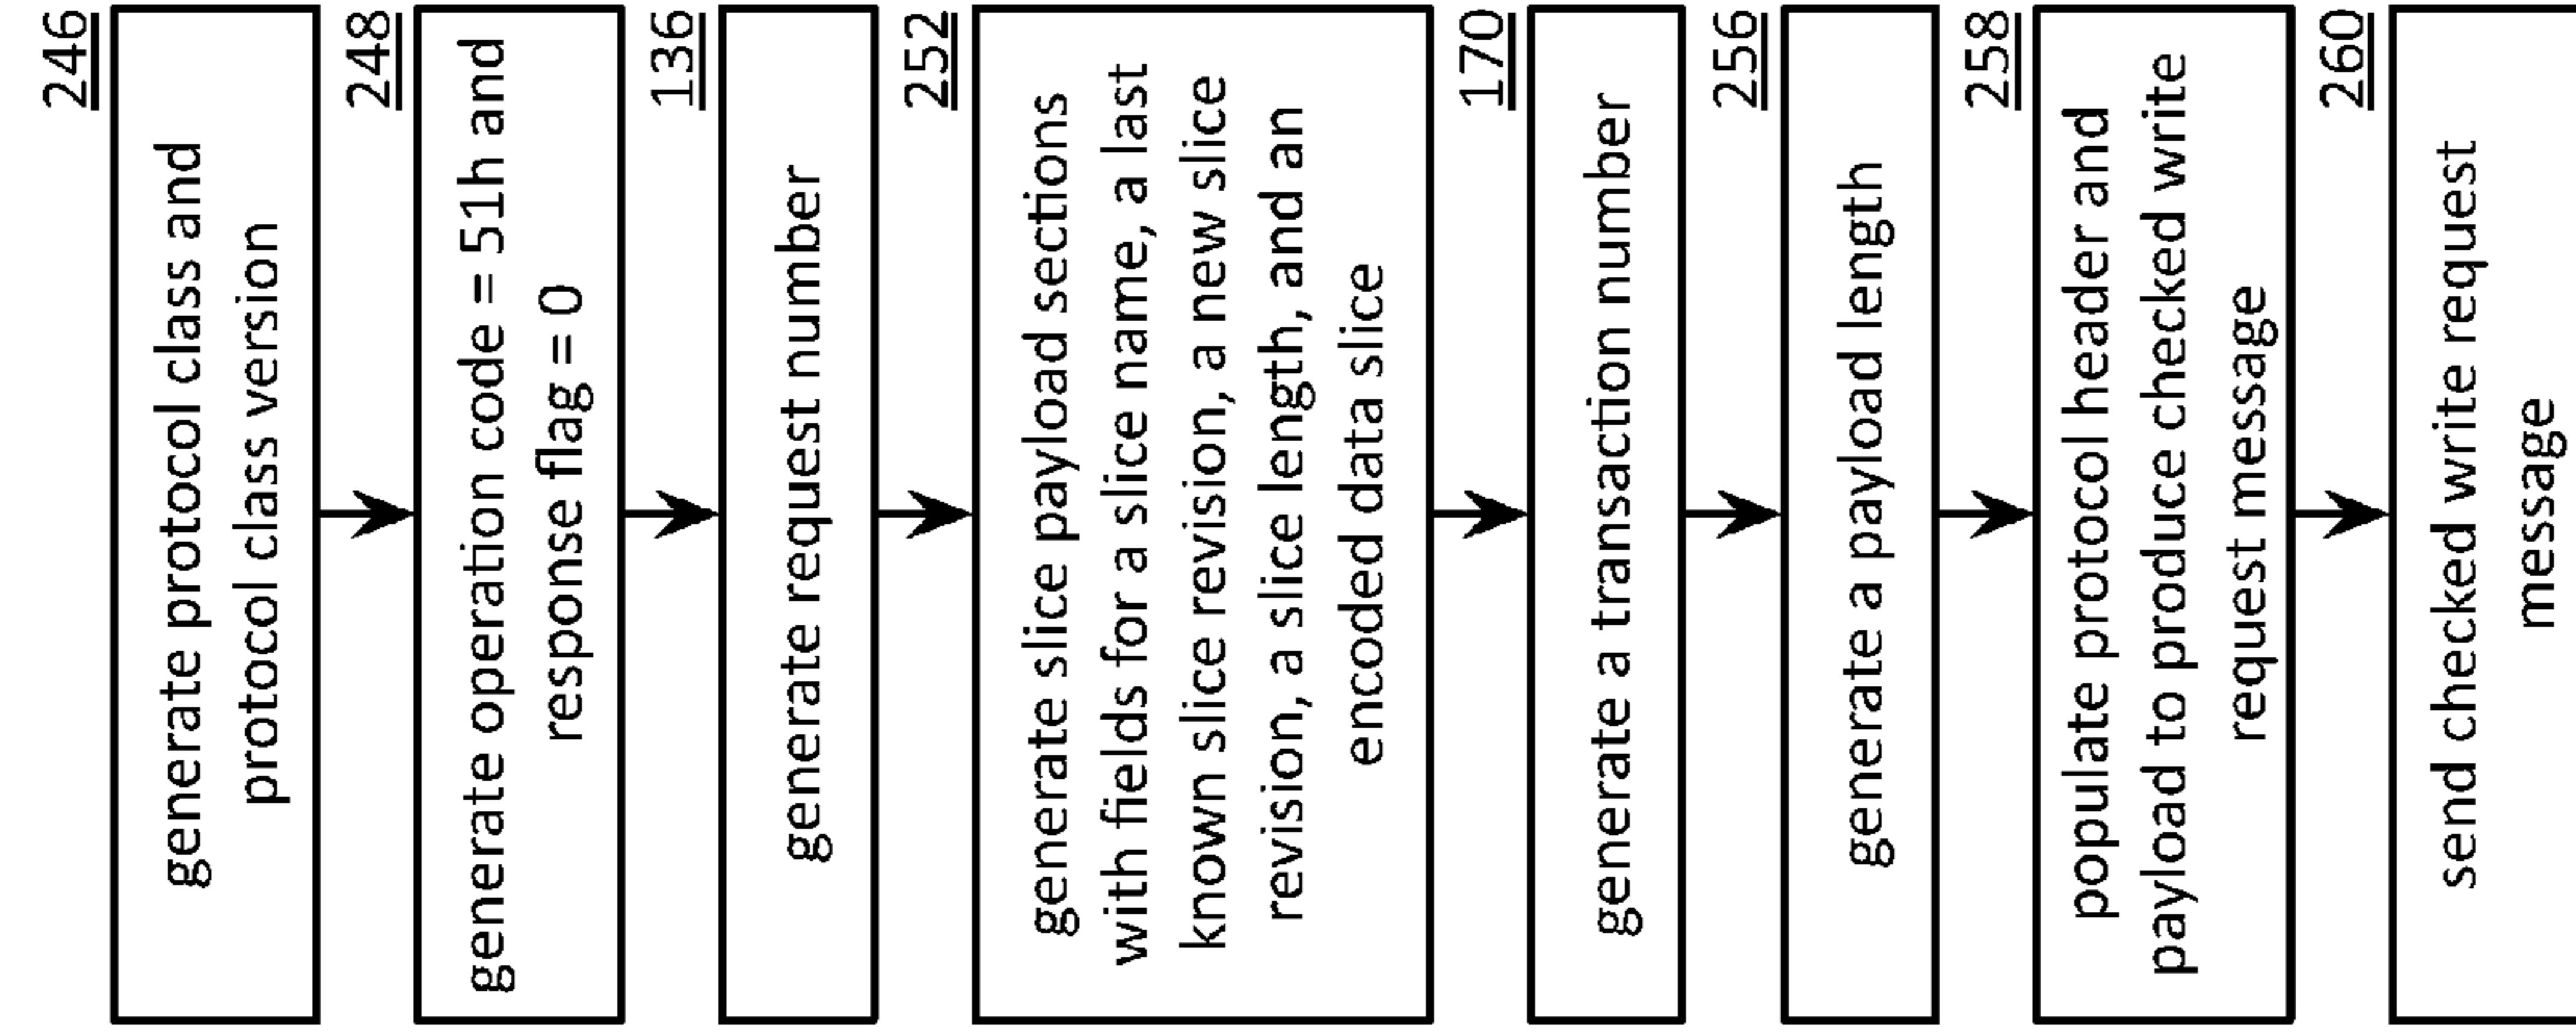 246
generate protocol class and
protocol class version
248
generate operation code = 51h and
response flag = 0
136
generate request number
252
generate slice payload sections
with fields for a slice name, a last
known slice revision, a new slice
revision, a slice length, and an
encoded data slice
170
generate a transaction number
256
generate a payload length
258
populate protocol header and
payload to produce checked write
request message
260
send checked write request
message